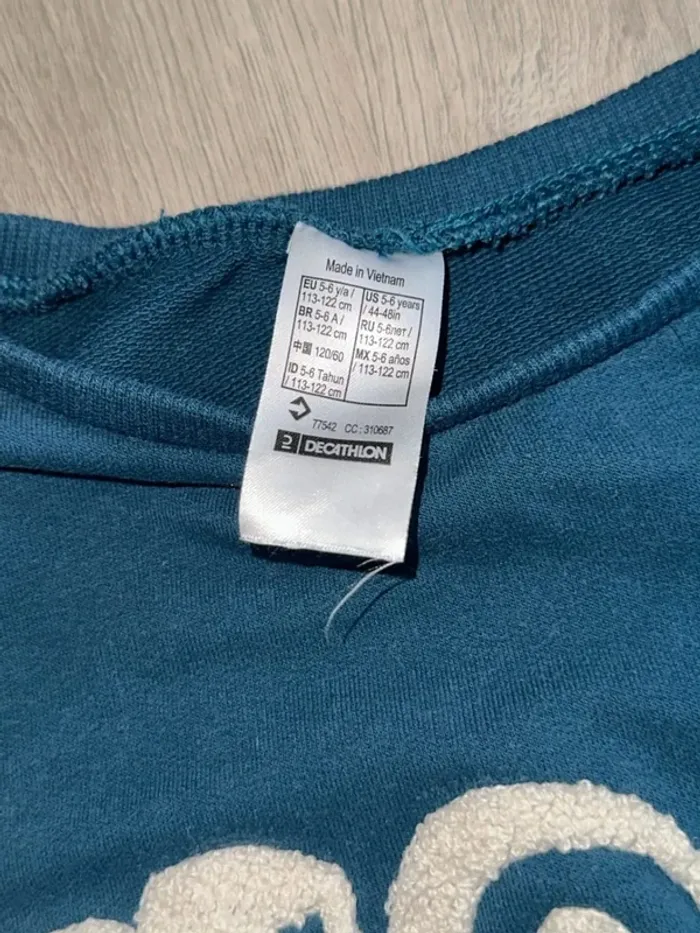 Made in Vietnam
EU 5-6 y/a /
113-122 cm
BR 5-6 A /
113-122 cm
中国 120/60
ID 5-6 Tahun
/ 113-122 cm
US 5-6 years
/ 44-48in
RU 5-6лет /
113-122 cm
MX 5-6 años
/ 113-122 cm
77542 CC: 310687
DECATHLON